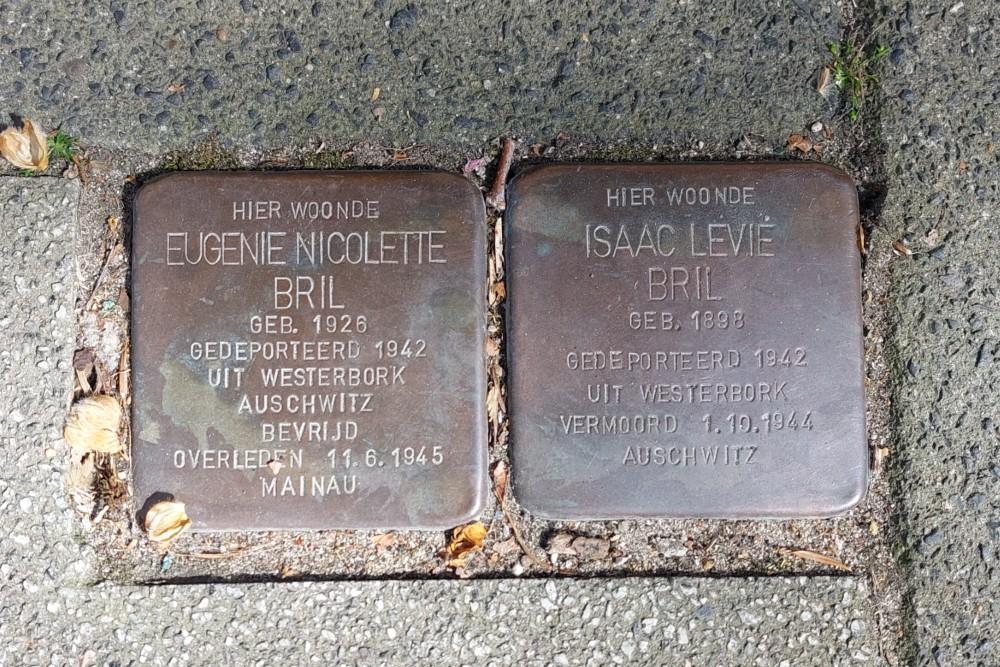 HIER WOONDE
EUGENIE NICOLETTE
BRIL
GEB. 1926
GEDEPORTEERD 1942
UIT WESTERBORK
AUSCHWITZ
BEVRIJD
OVERLEDEN 11.6.1945
MAINAU
HIER WOONDE
ISAAC LEVIE
BRIL
GEB. 1898
GEDEPORTEERD 1942
UIT WESTERBORK
VERMOORD 1.10.1944
AUSCHWITZ